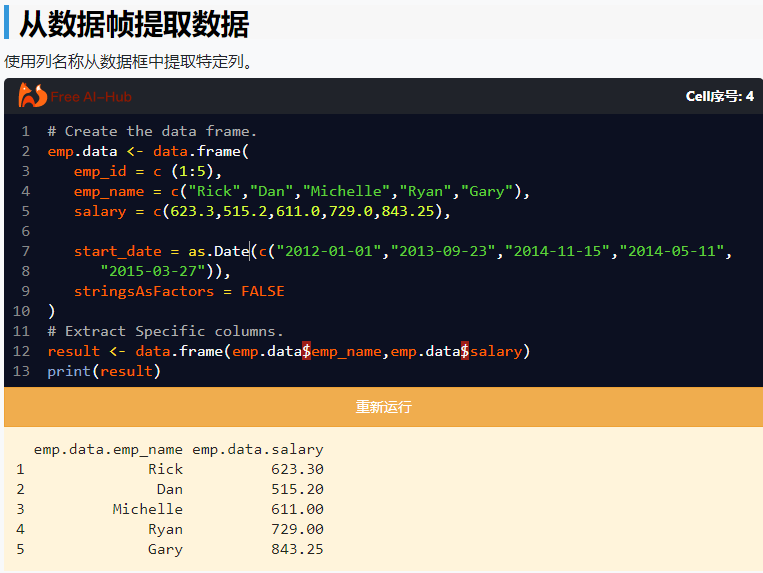 从数据帧提取数据
使用列名称从数据框中提取特定列。
Free AI-Hub
Cell序号: 4
1 # Create the data frame.
2 emp.data <- data.frame(
3    emp_id = c (1:5),
4    emp_name = c("Rick","Dan","Michelle","Ryan","Gary"),
5    salary = c(623.3,515.2,611.0,729.0,843.25),
6
7    start_date = as.Date(c("2012-01-01","2013-09-23","2014-11-15","2014-05-11",
8       "2015-03-27")),
9    stringsAsFactors = FALSE
10 )
11 # Extract Specific columns.
12 result <- data.frame(emp.data$emp_name,emp.data$salary)
13 print(result)
重新运行
  emp.data.emp_name emp.data.salary
1              Rick          623.30
2               Dan          515.20
3          Michelle          611.00
4              Ryan          729.00
5              Gary          843.25